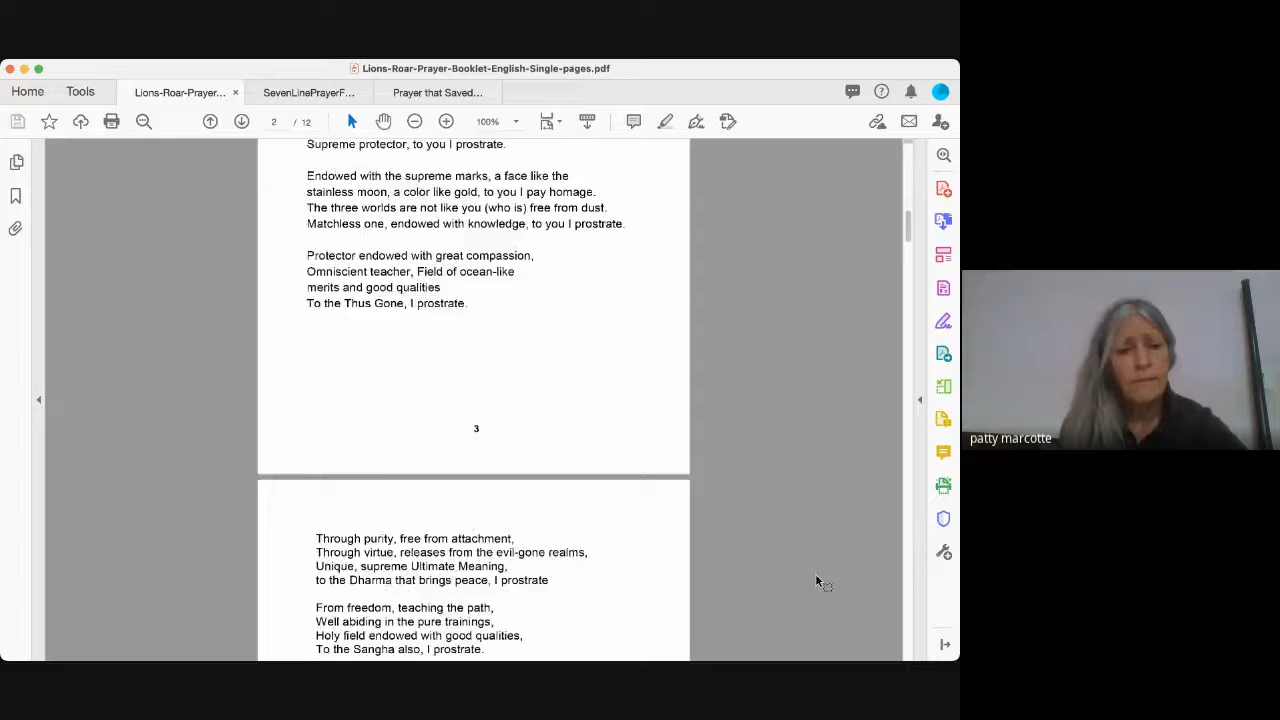 Lions-Roar-Prayer-Booklet-English-Single-pages.pdf
Home Tools Lions-Roar-Prayer... × SevenLinePrayerF... Prayer that Saved...
2 / 12 100%
Supreme protector, to you I prostrate.
Endowed with the supreme marks, a face like the
stainless moon, a color like gold, to you I pay homage.
The three worlds are not like you (who is) free from dust.
Matchless one, endowed with knowledge, to you I prostrate.
Protector endowed with great compassion,
Omniscient teacher, Field of ocean-like
merits and good qualities
To the Thus Gone, I prostrate.
3
Through purity, free from attachment,
Through virtue, releases from the evil-gone realms,
Unique, supreme Ultimate Meaning,
to the Dharma that brings peace, I prostrate
From freedom, teaching the path,
Well abiding in the pure trainings,
Holy field endowed with good qualities,
To the Sangha also, I prostrate.
patty marcotte